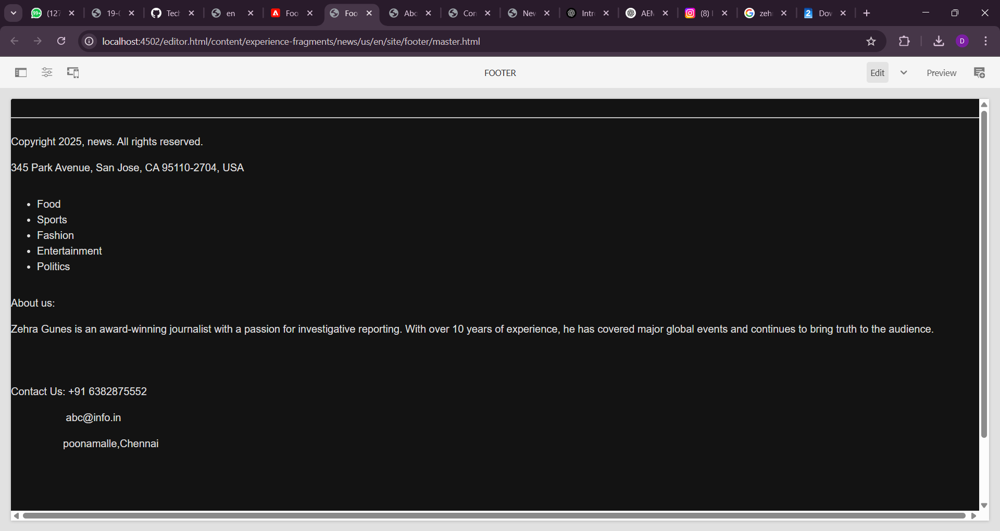 (127
19-(
Tech
en
Foo
Foo
Abc
Con
Nev
Intr
AEM
(8) I
zeh
Dov
localhost:4502/editor.html/content/experience-fragments/news/us/en/site/footer/master.html
D
FOOTER
Edit
Preview
Copyright 2025, news. All rights reserved.
345 Park Avenue, San Jose, CA 95110-2704, USA
• Food
• Sports
• Fashion
• Entertainment
• Politics
About us:
Zehra Gunes is an award-winning journalist with a passion for investigative reporting. With over 10 years of experience, he has covered major global events and continues to bring truth to the audience.
Contact Us: +91 6382875552
abc@info.in
poonamalle,Chennai